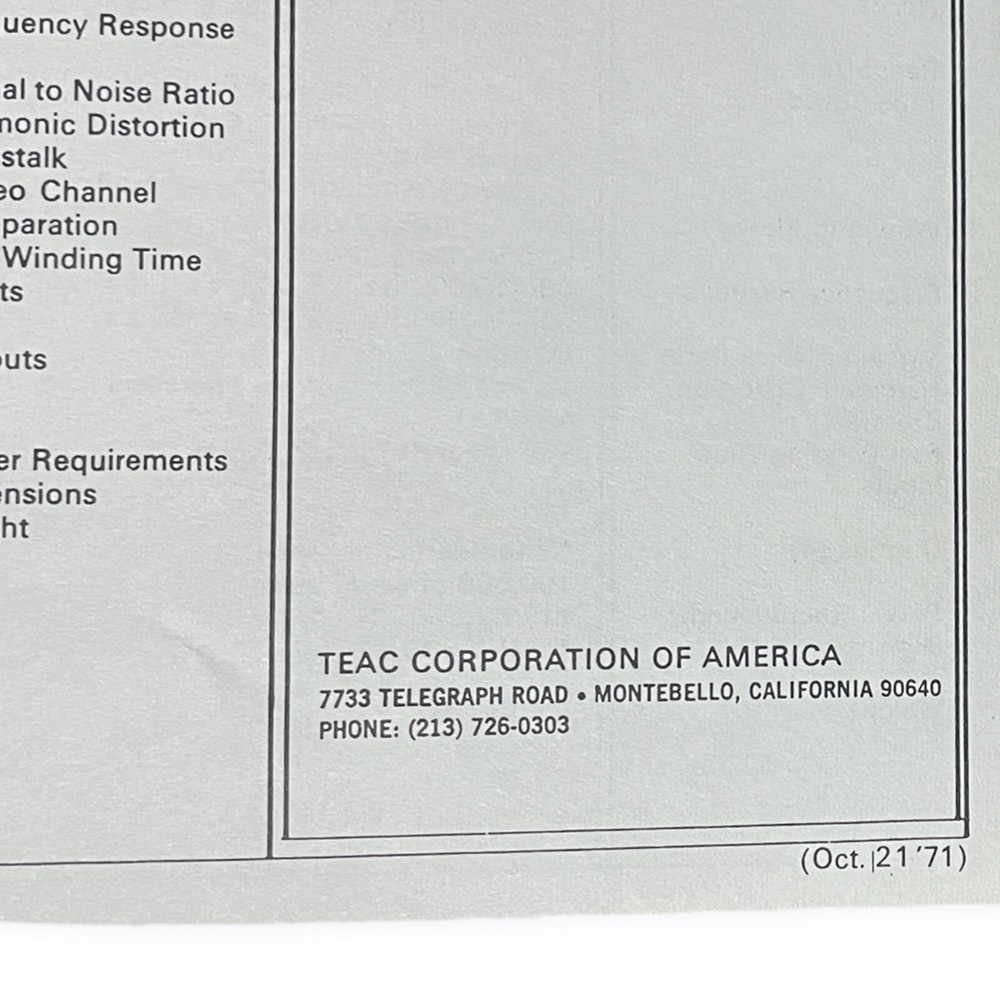 uency Response
al to Noise Ratio
monic Distortion
stalk
eo Channel
paration
Winding Time
ts
outs
er Requirements
ensions
ht
TEAC CORPORATION OF AMERICA
7733 TELEGRAPH ROAD • MONTEBELLO, CALIFORNIA 90640
PHONE: (213) 726-0303
(Oct. 21 '71)